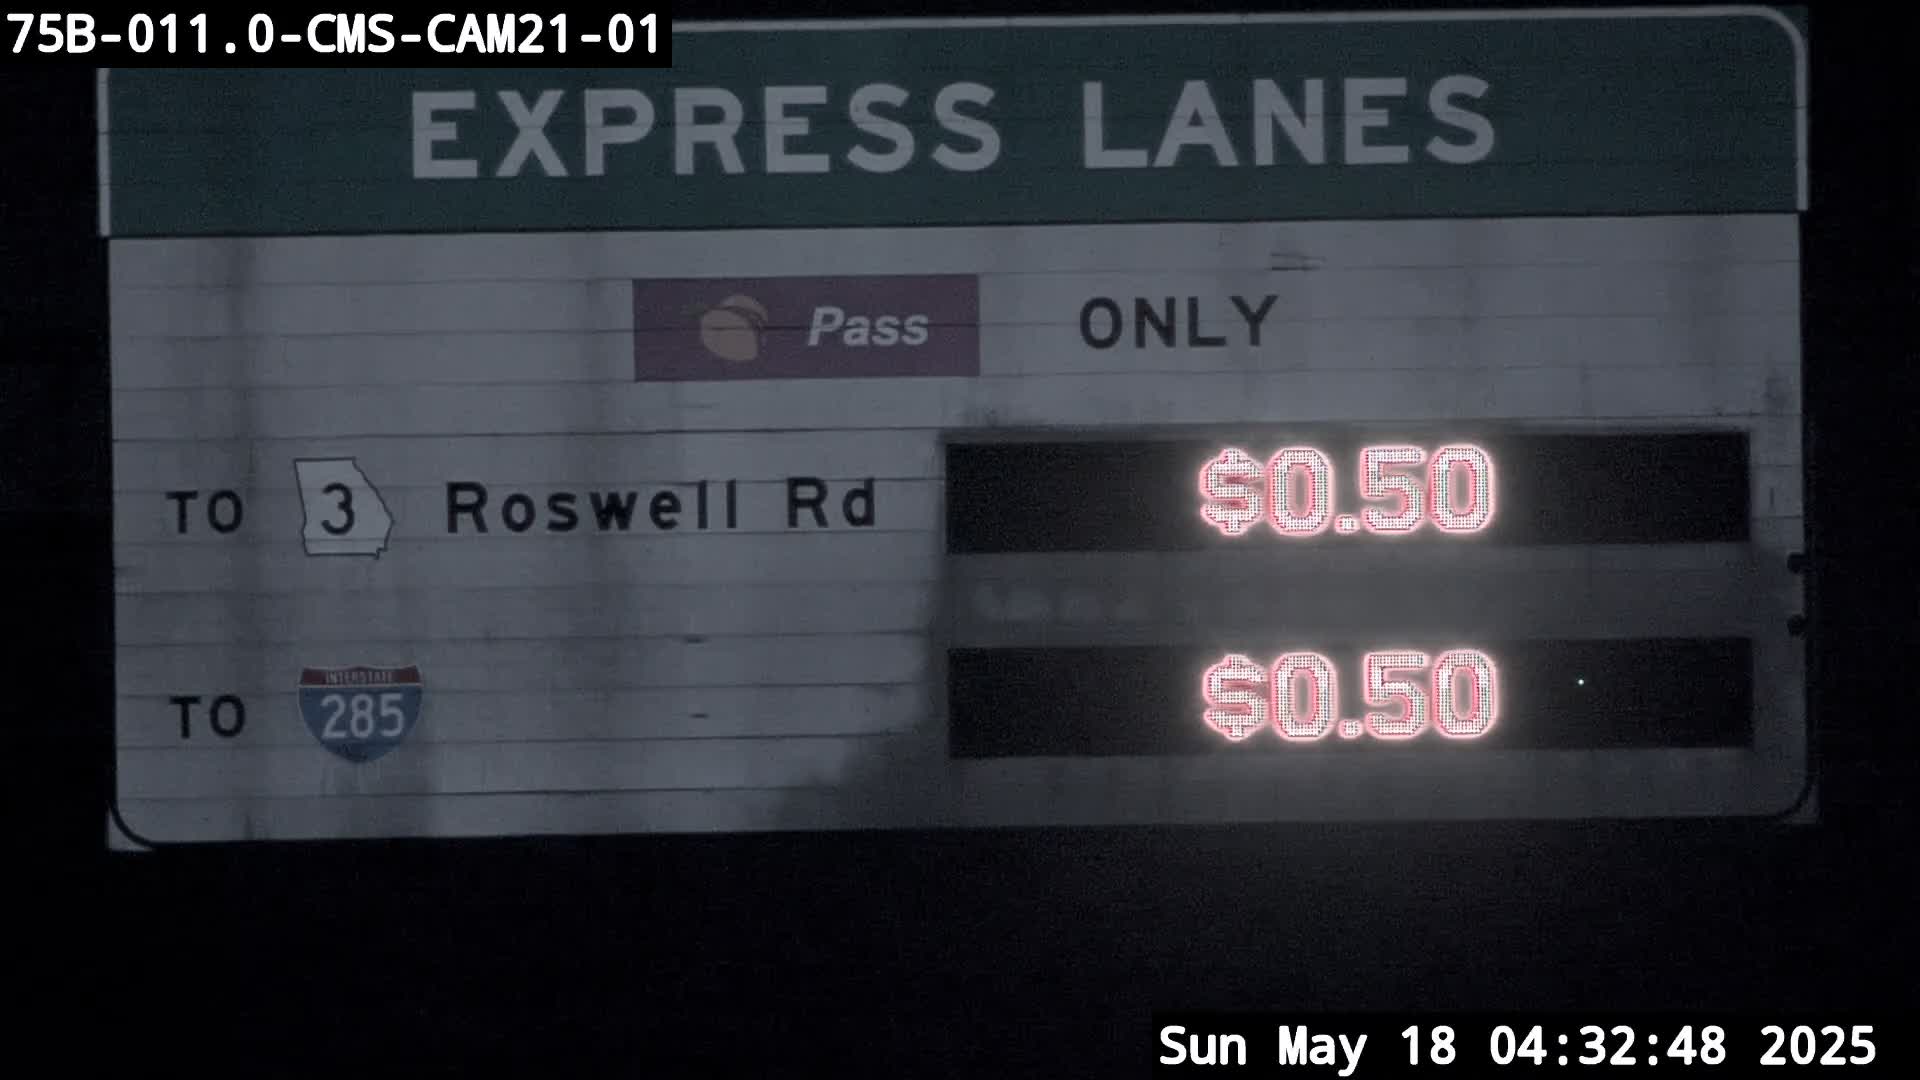 75B-011.0-CMS-CAM21-01
EXPRESS LANES
Pass ONLY
TO 3 Roswell Rd $0.50
INTERSTATE
TO 285 $0.50
Sun May 18 04:32:48 2025